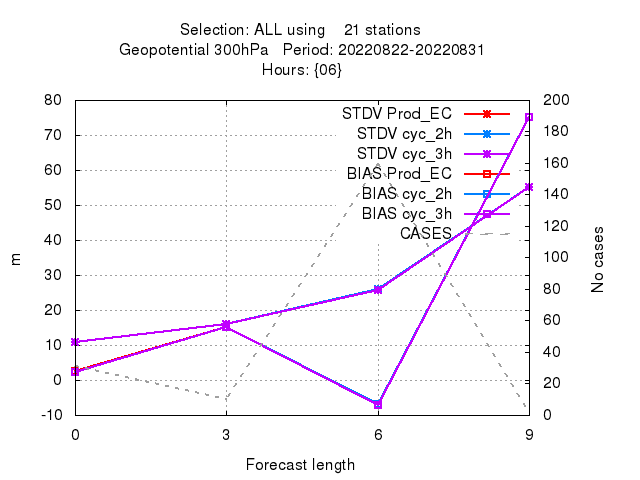 Selection: ALL using 21 stations
Geopotential 300hPa Period: 20220822-20220831
Hours: {06}
80
70
60
50
40
30
20
10
0
-10
200
180
160
140
120
100
80
60
40
20
0
STDV Prod_EC
STDV cyc_2h
STDV cyc_3h
BIAS Prod_EC
BIAS cyc_2h
BIAS cyc_3h
CASES
m
No cases
0 3 6 9
Forecast length